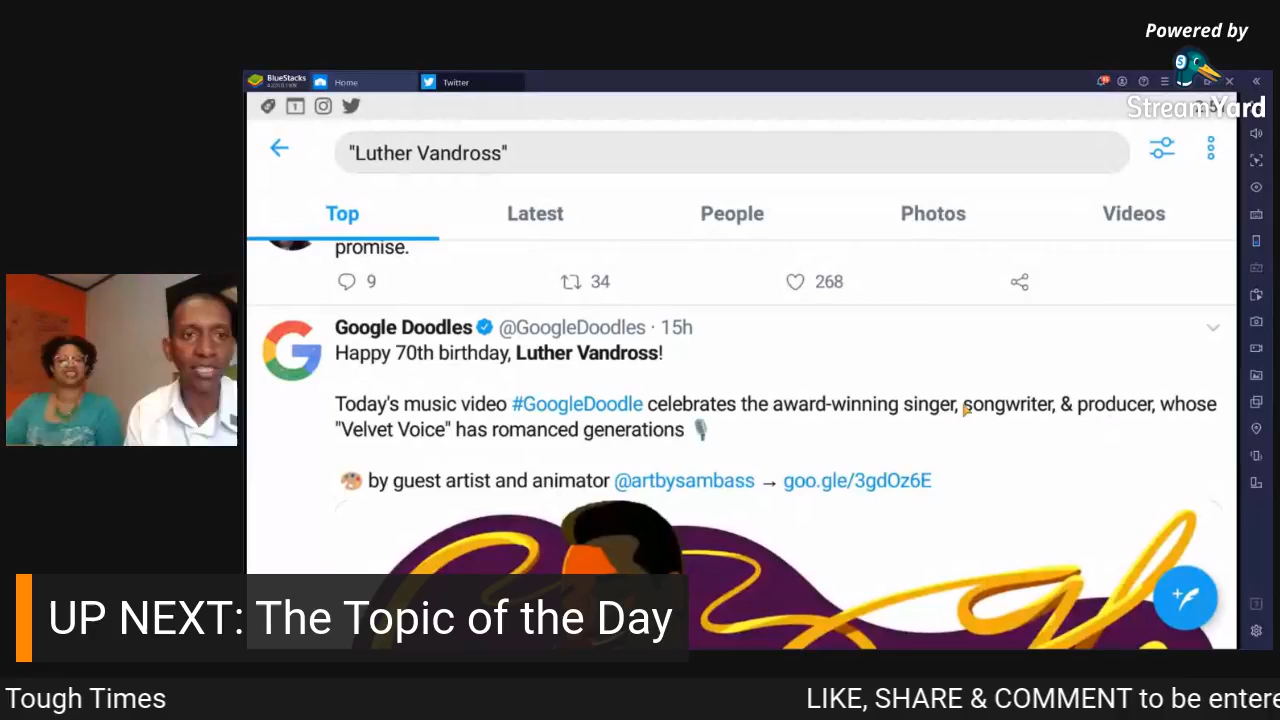 Powered by
StreamYard
BlueStacks
Home
Twitter
"Luther Vandross"
Top
Latest
People
Photos
Videos
promise.
9
34
268
Google Doodles @GoogleDoodles · 15h
Happy 70th birthday, Luther Vandross!
Today's music video #GoogleDoodle celebrates the award-winning singer, songwriter, & producer, whose
"Velvet Voice" has romanced generations
by guest artist and animator @artbysambass → goo.gle/3gdOz6E
UP NEXT: The Topic of the Day
Tough Times
LIKE, SHARE & COMMENT to be entere